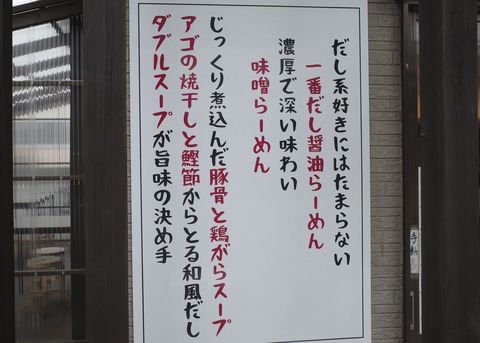 だし系好きにはたまらない
一番だし醤油らーめん
濃厚で深い味わい
味噌らーめん
じっくり煮込んだ豚骨と鶏がらスープ
アゴの焼干しと鰹節からとる和風だし
ダブルスープが旨味の決め手
手動